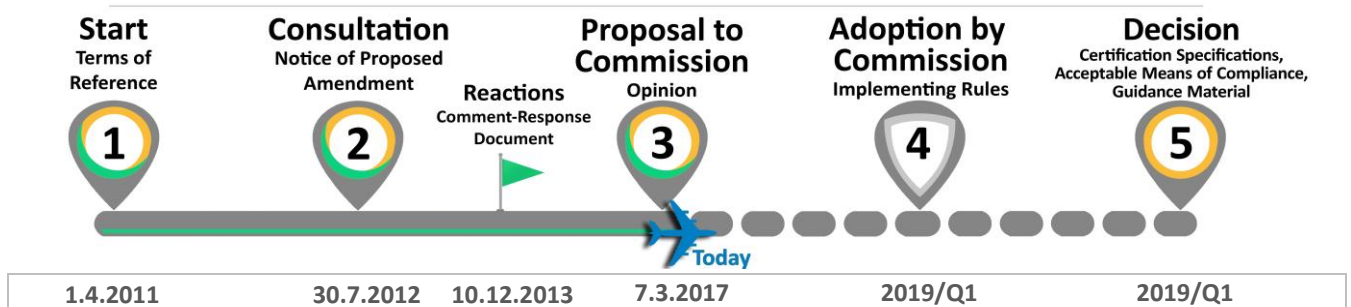 Start
Terms of
Reference
1
Consultation
Notice of Proposed
Amendment
2
Reactions
Comment-Response
Document
Proposal to
Commission
Opinion
3
Today
Adoption by
Commission
Implementing Rules
4
Decision
Certification Specifications,
Acceptable Means of Compliance,
Guidance Material
5
1.4.2011
30.7.2012
10.12.2013
7.3.2017
2019/Q1
2019/Q1